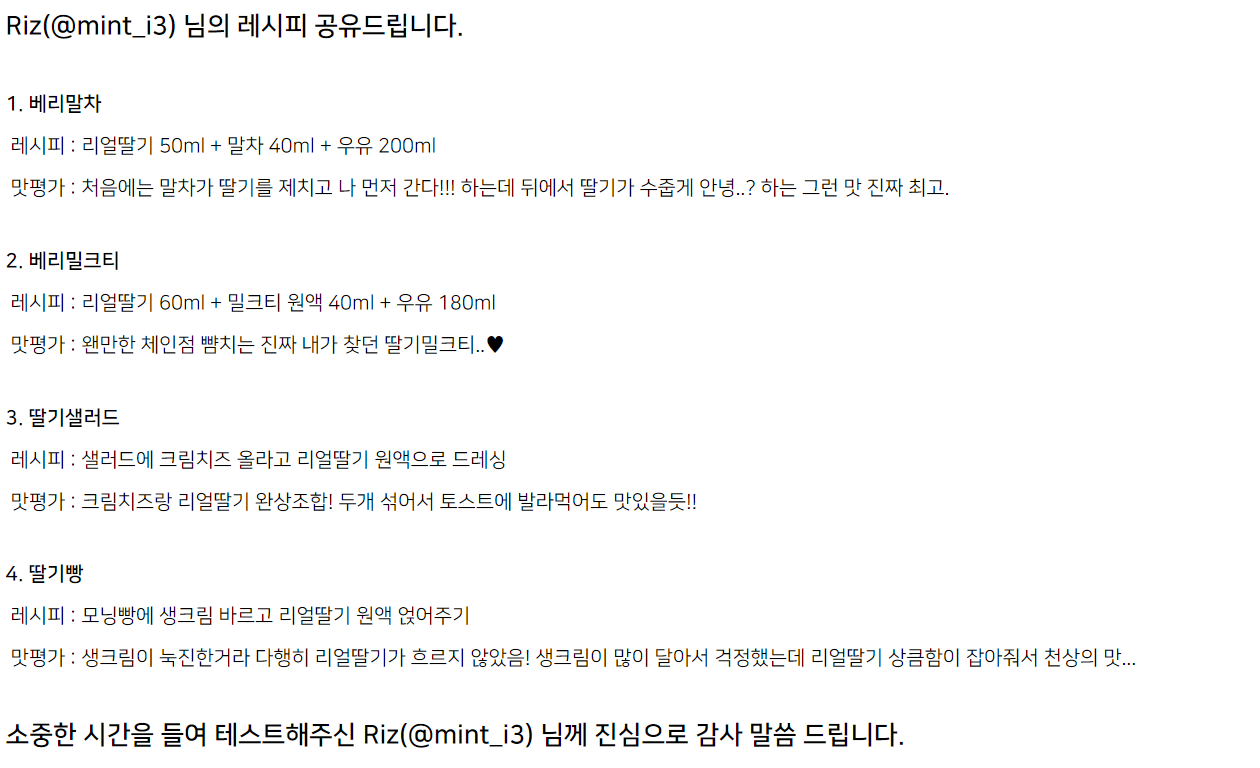 Riz(@mint_i3) 님의 레시피 공유드립니다.
1. 베리말차
레시피 : 리얼딸기 50ml + 말차 40ml + 우유 200ml
맛평가 : 처음에는 말차가 딸기를 제치고 나 먼저 간다!!! 하는데 뒤에서 딸기가 수줍게 안녕..? 하는 그런 맛 진짜 최고.
2. 베리밀크티
레시피 : 리얼딸기 60ml + 밀크티 원액 40ml + 우유 180ml
맛평가 : 왠만한 체인점 뺨치는 진짜 내가 찾던 딸기밀크티..♥
3. 딸기샐러드
레시피 : 샐러드에 크림치즈 올라고 리얼딸기 원액으로 드레싱
맛평가 : 크림치즈랑 리얼딸기 완상조합! 두개 섞어서 토스트에 발라먹어도 맛있을듯!!
4. 딸기빵
레시피 : 모닝빵에 생크림 바르고 리얼딸기 원액 얹어주기
맛평가 : 생크림이 눅진한거라 다행히 리얼딸기가 흐르지 않았음! 생크림이 많이 달아서 걱정했는데 리얼딸기 상큼함이 잡아줘서 천상의 맛...
소중한 시간을 들여 테스트해주신 Riz(@mint_i3) 님께 진심으로 감사 말씀 드립니다.